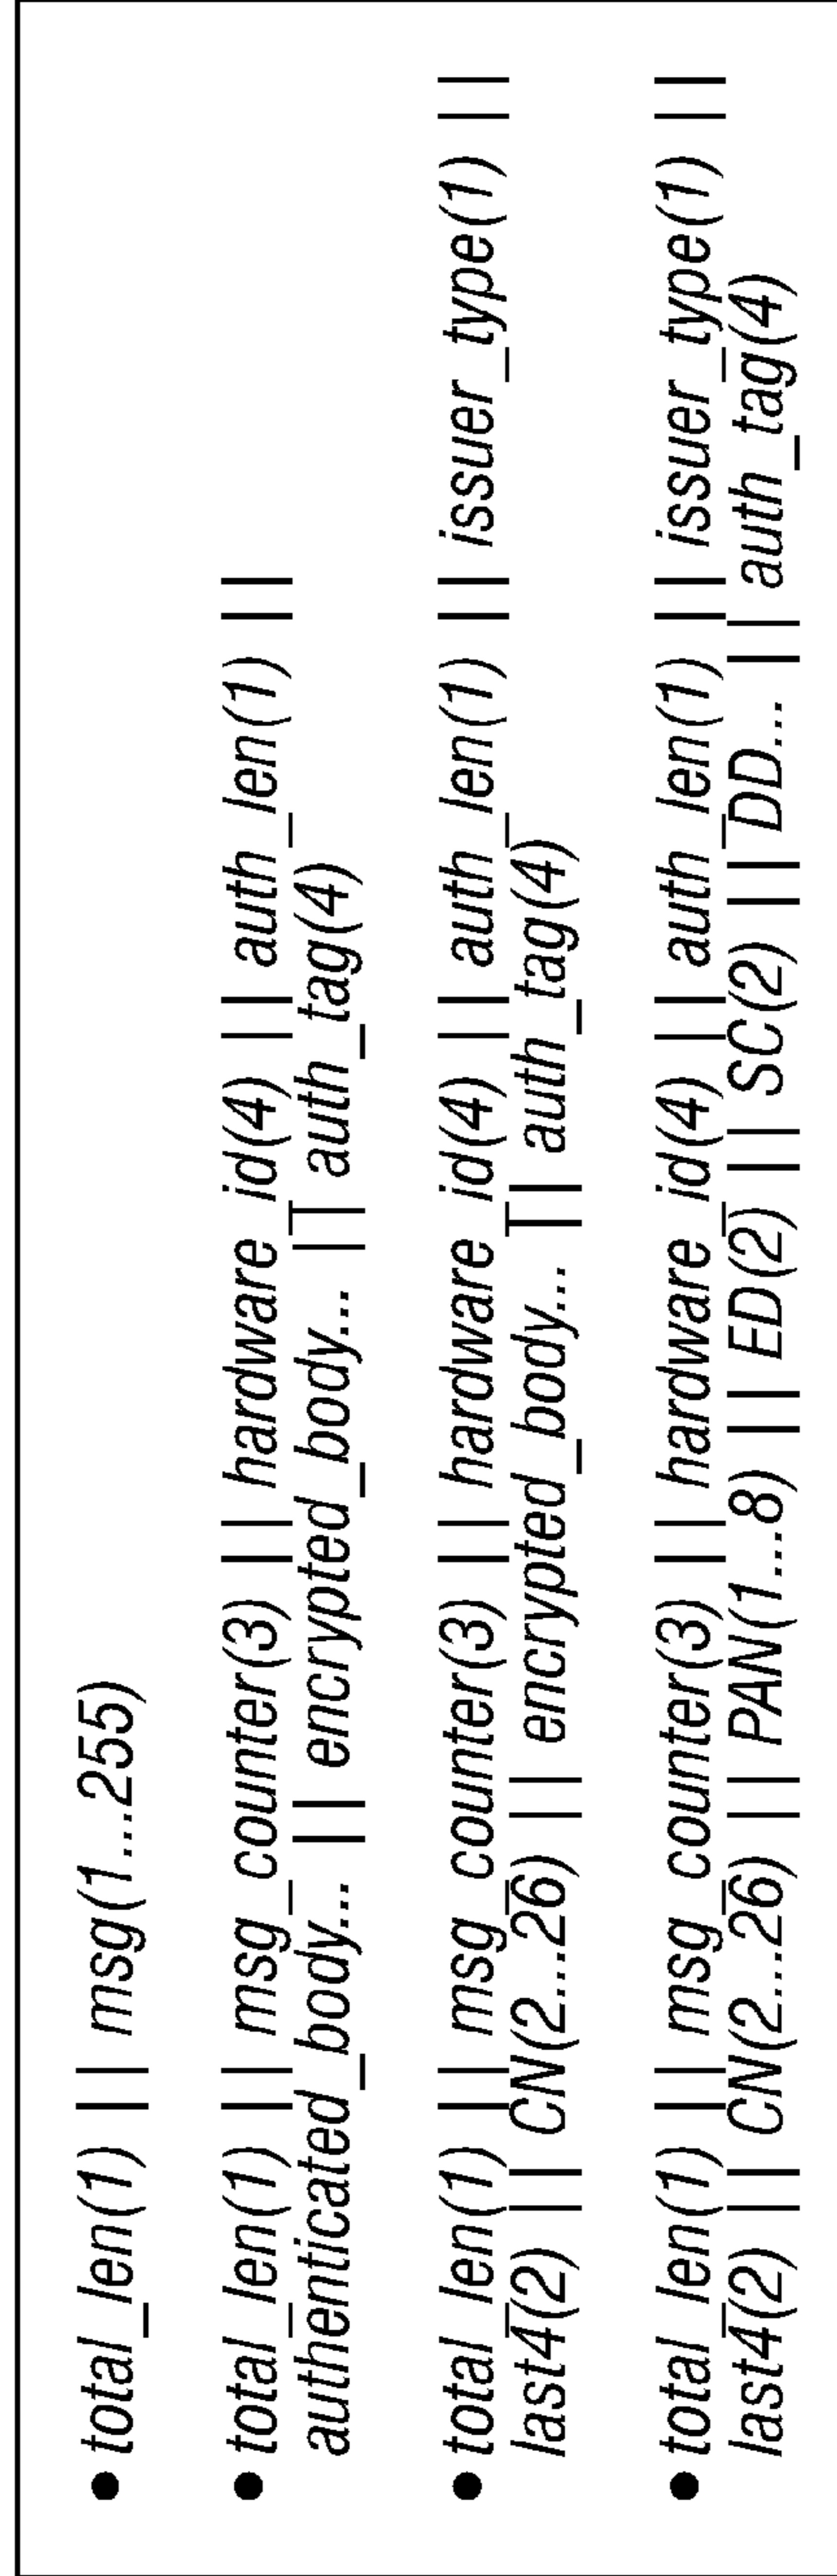 • total_len(1) || msg(1...255)
• total_len(1) || msg_counter(3) || hardware_id(4) || auth_len(1) ||
authenticated_body... || encrypted_body... || auth_tag(4)
• total_len(1) || msg_counter(3) || hardware_id(4) || auth_len(1) || issuer_type(1) ||
last4(2) || CN(2...26) || encrypted_body... || auth_tag(4)
• total_len(1) || msg_counter(3) || hardware_id(4) || auth_len(1) || issuer_type(1) ||
last4(2) || CN(2...26) || PAN(1...8) || ED(2) || SC(2) || DD... || auth_tag(4)